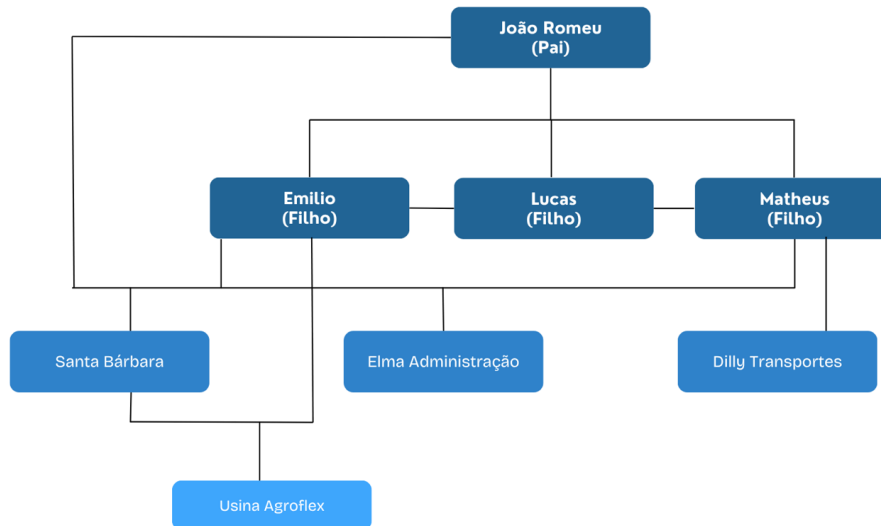 João Romeu
(Pai)
Emilio
(Filho)
Lucas
(Filho)
Matheus
(Filho)
Santa Bárbara
Elma Administração
Dilly Transportes
Usina Agroflex